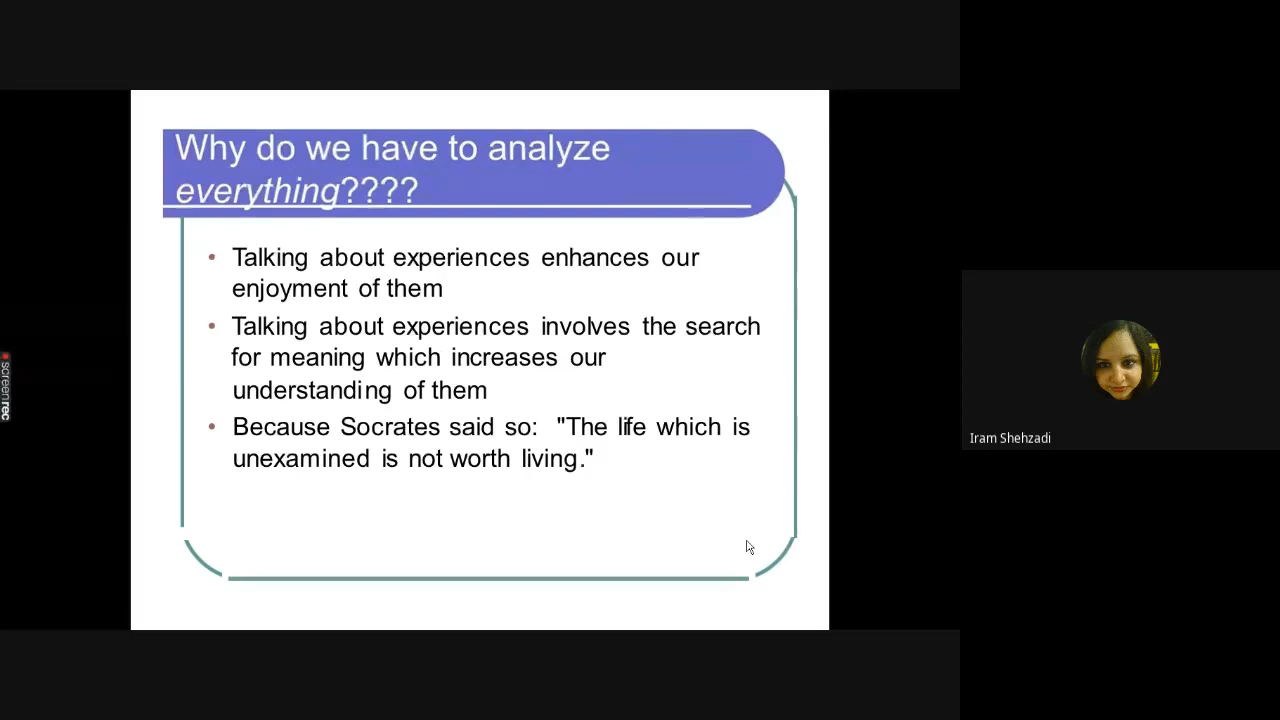 Why do we have to analyze
everything????
• Talking about experiences enhances our
enjoyment of them
• Talking about experiences involves the search
for meaning which increases our
understanding of them
• Because Socrates said so: "The life which is
unexamined is not worth living."
Iram Shehzadi
screenrec